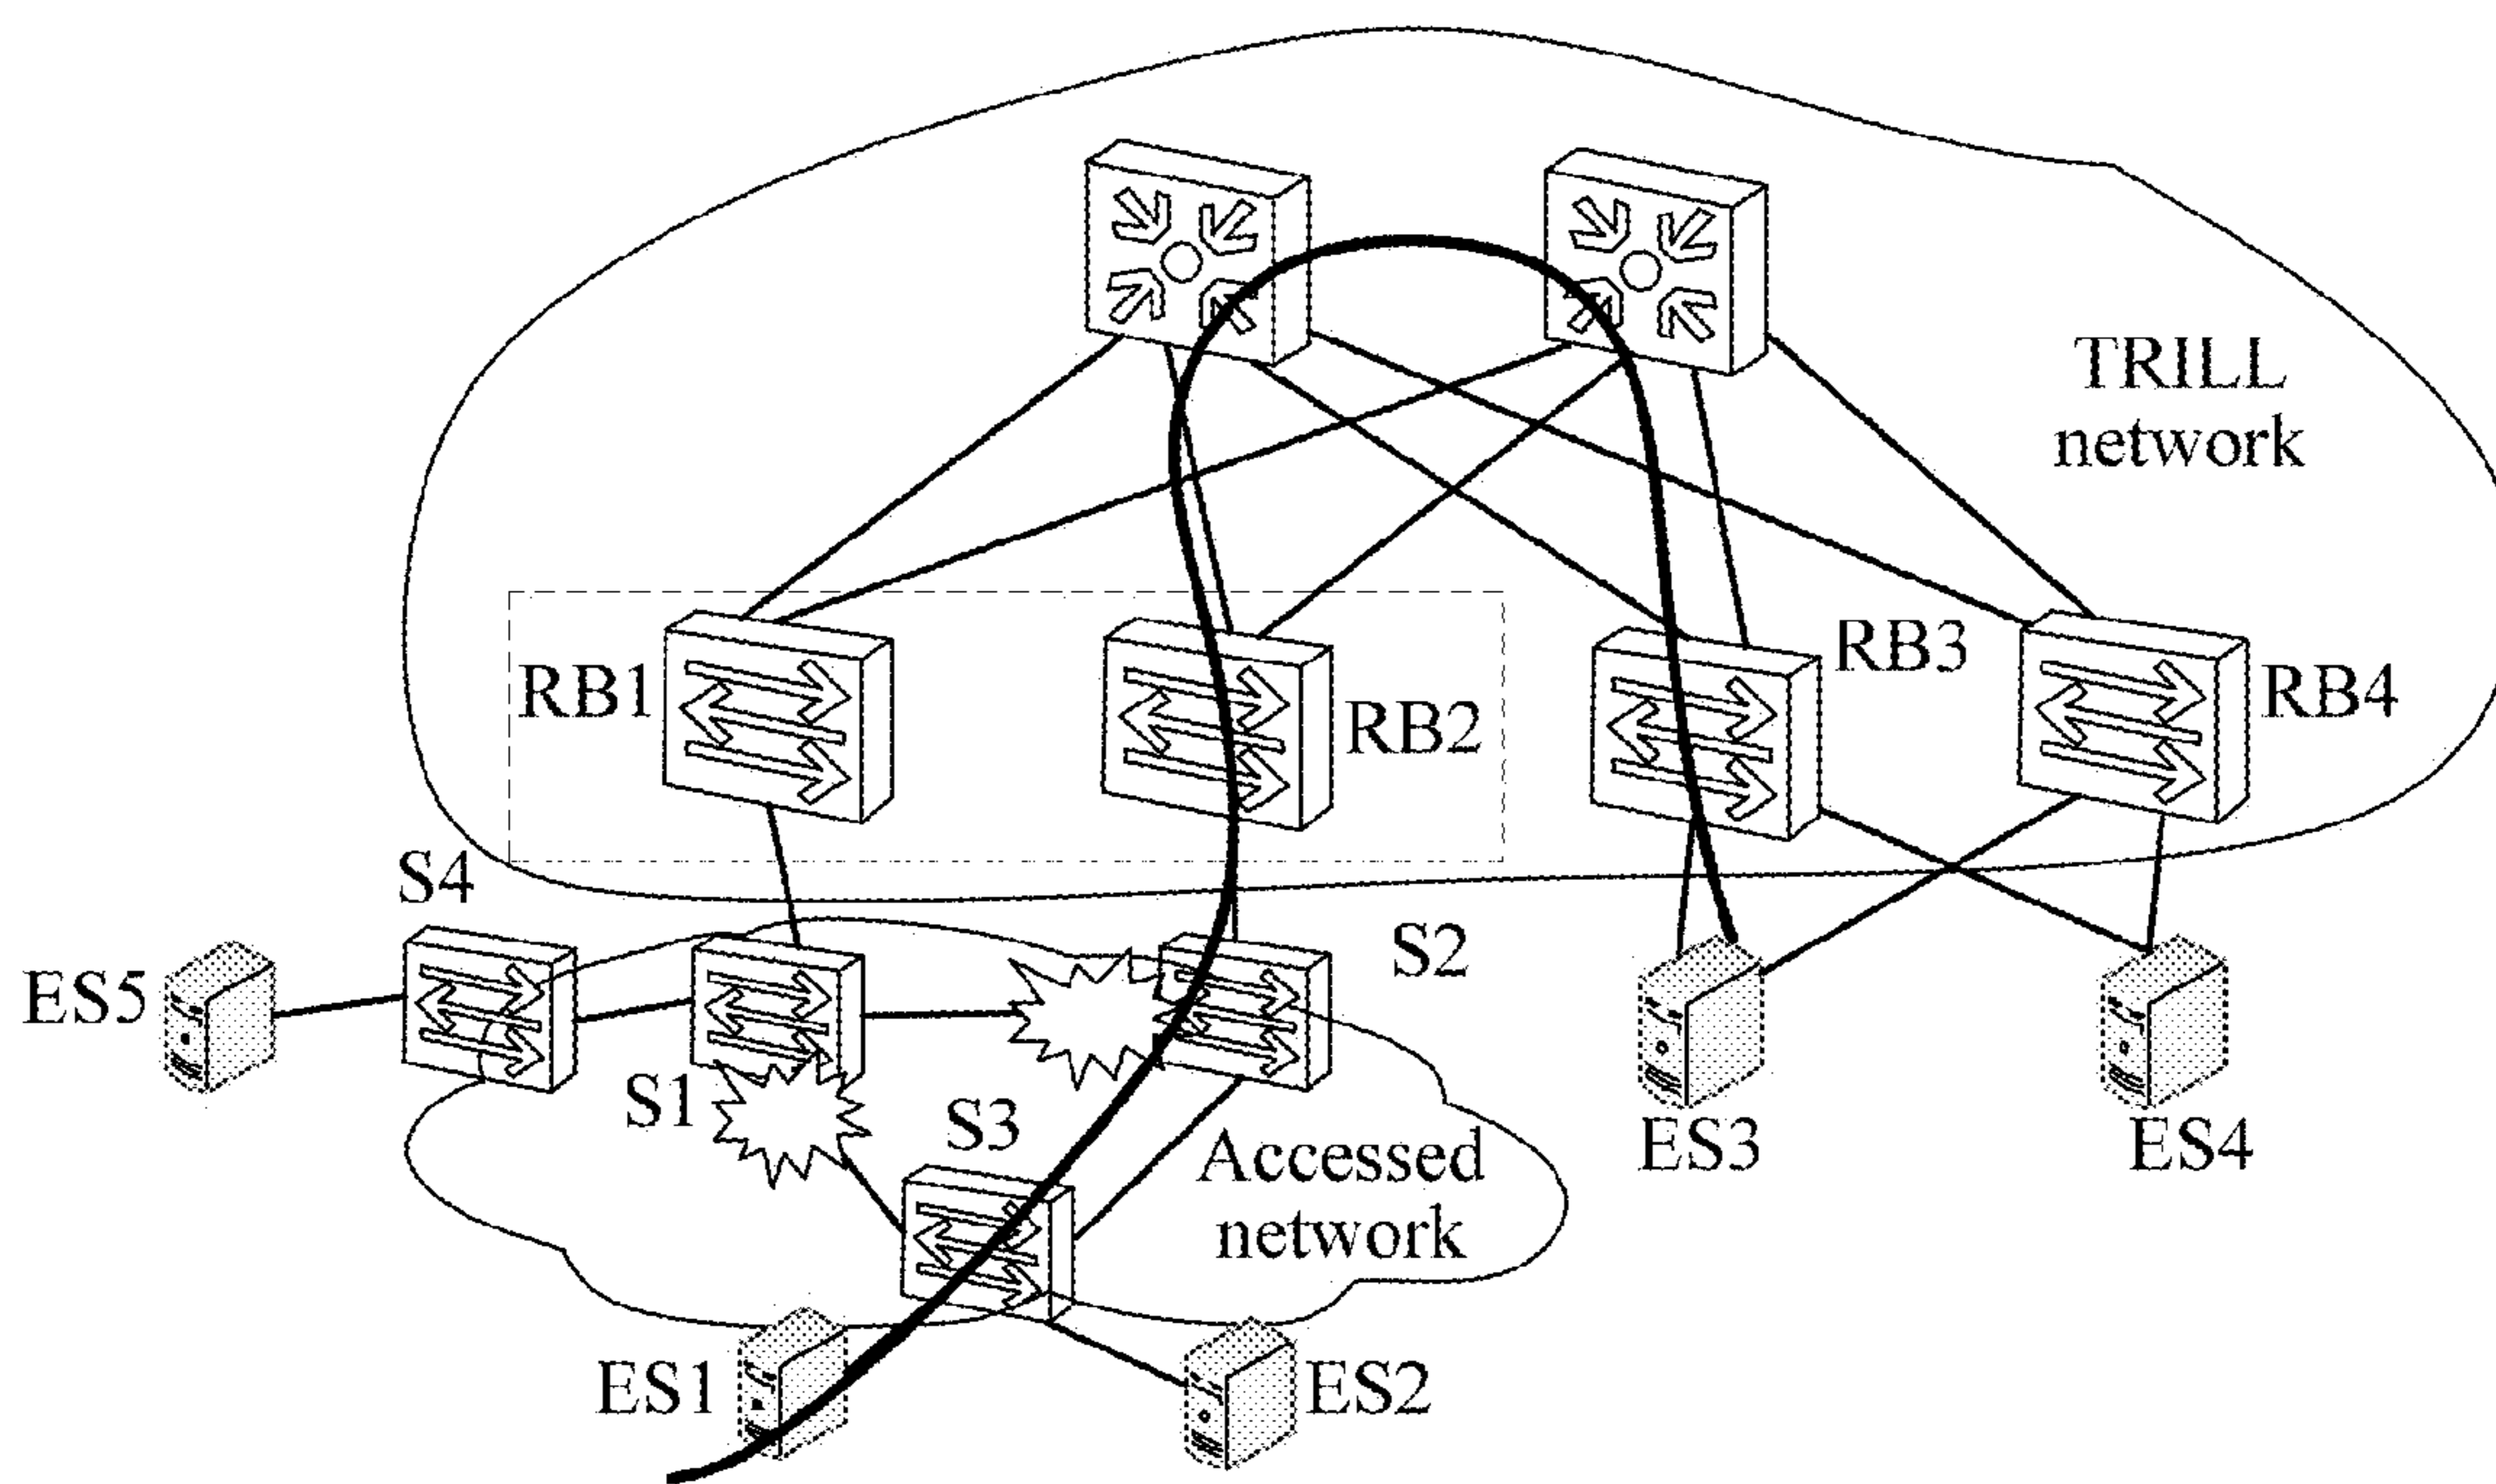 TRILL
network
RB1
RB2
RB3
RB4
S4
S2
ES5
S1
S3
Accessed
network
ES3
ES4
ES1
ES2